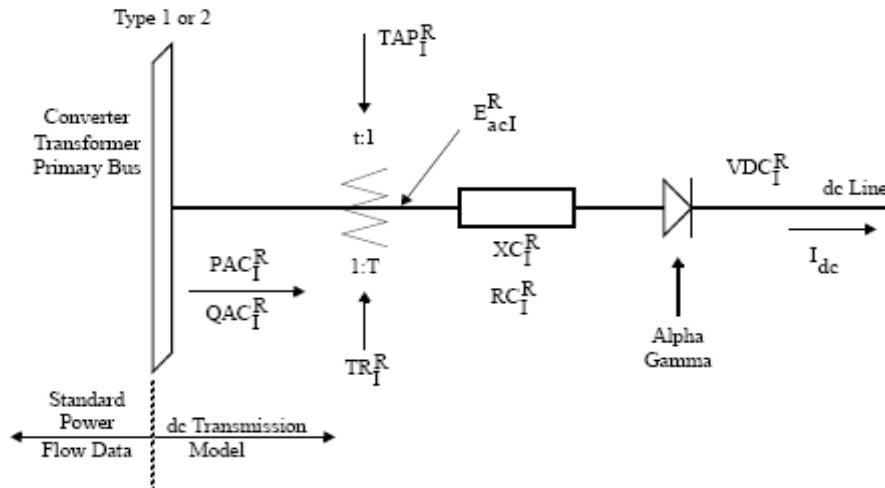 Type 1 or 2
Converter
Transformer
Primary Bus
TAP_I^R
t:1
E_acI^R
VDC_I^R
dc Line
PAC_I^R
QAC_I^R
1:T
XC_I^R
RC_I^R
I_dc
TR_I^R
Alpha
Gamma
Standard
Power
Flow Data
dc Transmission
Model